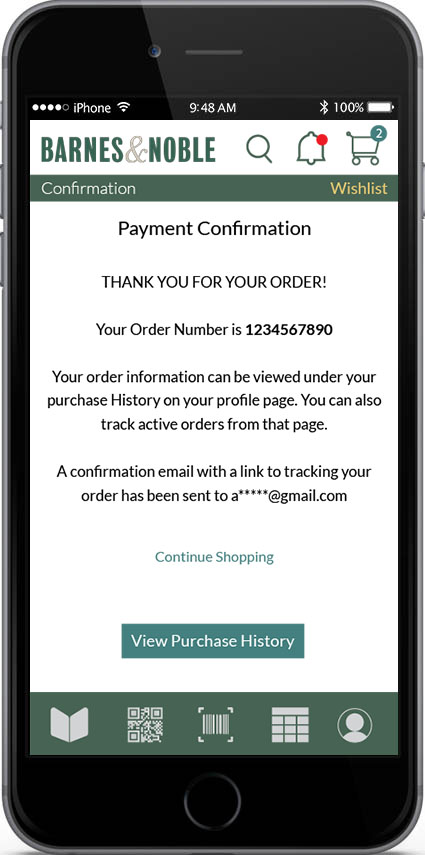 iPhone 9:48 AM 100%
BARNES&NOBLE 2
Confirmation Wishlist
Payment Confirmation
THANK YOU FOR YOUR ORDER!
Your Order Number is 1234567890
Your order information can be viewed under your
purchase History on your profile page. You can also
track active orders from that page.
A confirmation email with a link to tracking your
order has been sent to a*****@gmail.com
Continue Shopping
View Purchase History